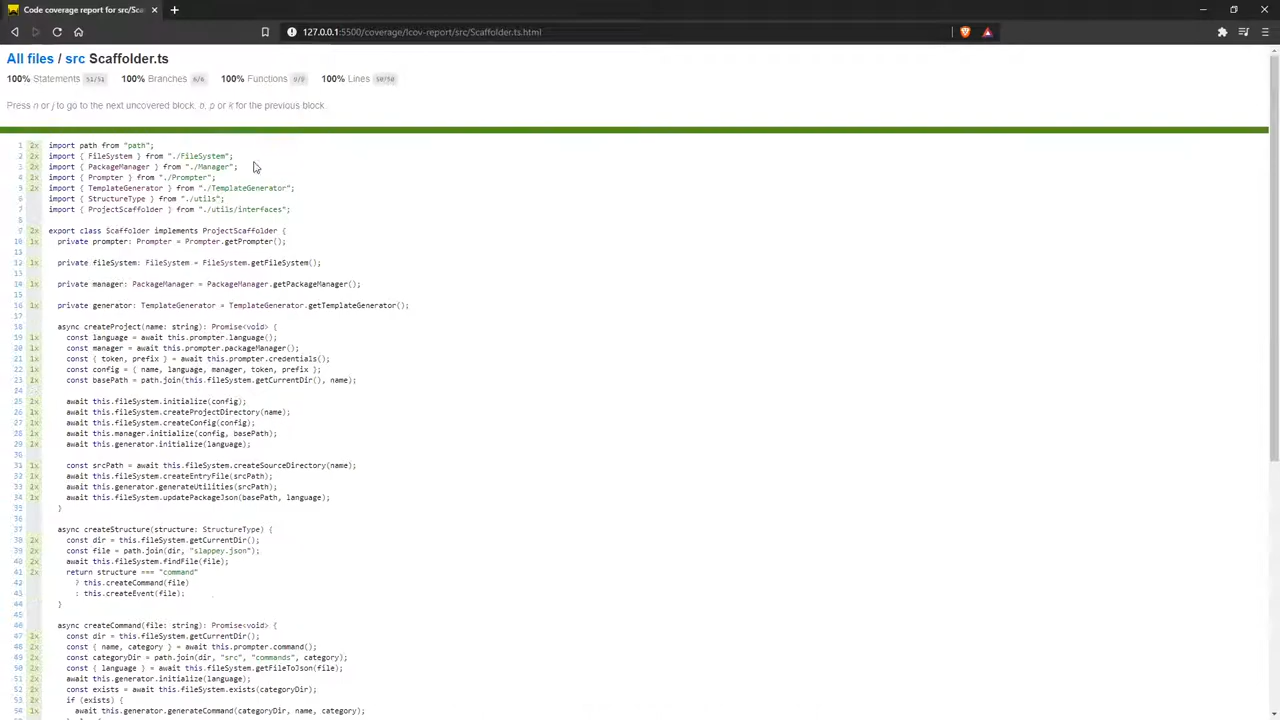 Code coverage report for src/Sca
127.0.0.1:5500/coverage/lcov-report/src/Scaffolder.ts.html
All files / src Scaffolder.ts
100% Statements 51/51 100% Branches 6/6 100% Functions 9/9 100% Lines 50/50
Press n or j to go to the next uncovered block, b, p or k for the previous block.
1 2x import path from "path";
2 2x import { FileSystem } from "./FileSystem";
3 2x import { PackageManager } from "./Manager";
4 2x import { Prompter } from "./Prompter";
5 2x import { TemplateGenerator } from "./TemplateGenerator";
6 import { StructureType } from "./utils";
7 import { ProjectScaffolder } from "./utils/interfaces";
8
9 2x export class Scaffolder implements ProjectScaffolder {
10 1x private prompter: Prompter = Prompter.getPrompter();
11
12 1x private fileSystem: FileSystem = FileSystem.getFileSystem();
13
14 1x private manager: PackageManager = PackageManager.getPackageManager();
15
16 1x private generator: TemplateGenerator = TemplateGenerator.getTemplateGenerator();
17
18 async createProject(name: string): Promise<void> {
19 1x const language = await this.prompter.language();
20 1x const manager = await this.prompter.packageManager();
21 1x const { token, prefix } = await this.prompter.credentials();
22 1x const config = { name, language, manager, token, prefix };
23 1x const basePath = path.join(this.fileSystem.getCurrentDir(), name);
24
25 1x await this.fileSystem.initialize(config);
26 1x await this.fileSystem.createProjectDirectory(name);
27 1x await this.fileSystem.createConfig(config);
28 1x await this.manager.initialize(config, basePath);
29 1x await this.generator.initialize(language);
30
31 1x const srcPath = await this.fileSystem.createSourceDirectory(name);
32 1x await this.fileSystem.createEntryFile(srcPath);
33 1x await this.generator.generateUtilities(srcPath);
34 1x await this.fileSystem.updatePackageJson(basePath, language);
35 }
36
37 async createStructure(structure: StructureType) {
38 2x const dir = this.fileSystem.getCurrentDir();
39 2x const file = path.join(dir, "slappey.json");
40 2x await this.fileSystem.findFile(file);
41 2x return structure === "command"
42 ? this.createCommand(file)
43 : this.createEvent(file);
44 }
45
46 async createCommand(file: string): Promise<void> {
47 2x const dir = this.fileSystem.getCurrentDir();
48 2x const { name, category } = await this.prompter.command();
49 2x const categoryDir = path.join(dir, "src", "commands", category);
50 2x const { language } = await this.fileSystem.getFileToJson(file);
51 2x await this.generator.initialize(language);
52 2x const exists = await this.fileSystem.exists(categoryDir);
53 2x if (exists) {
54 1x await this.generator.generateCommand(categoryDir, name, category);